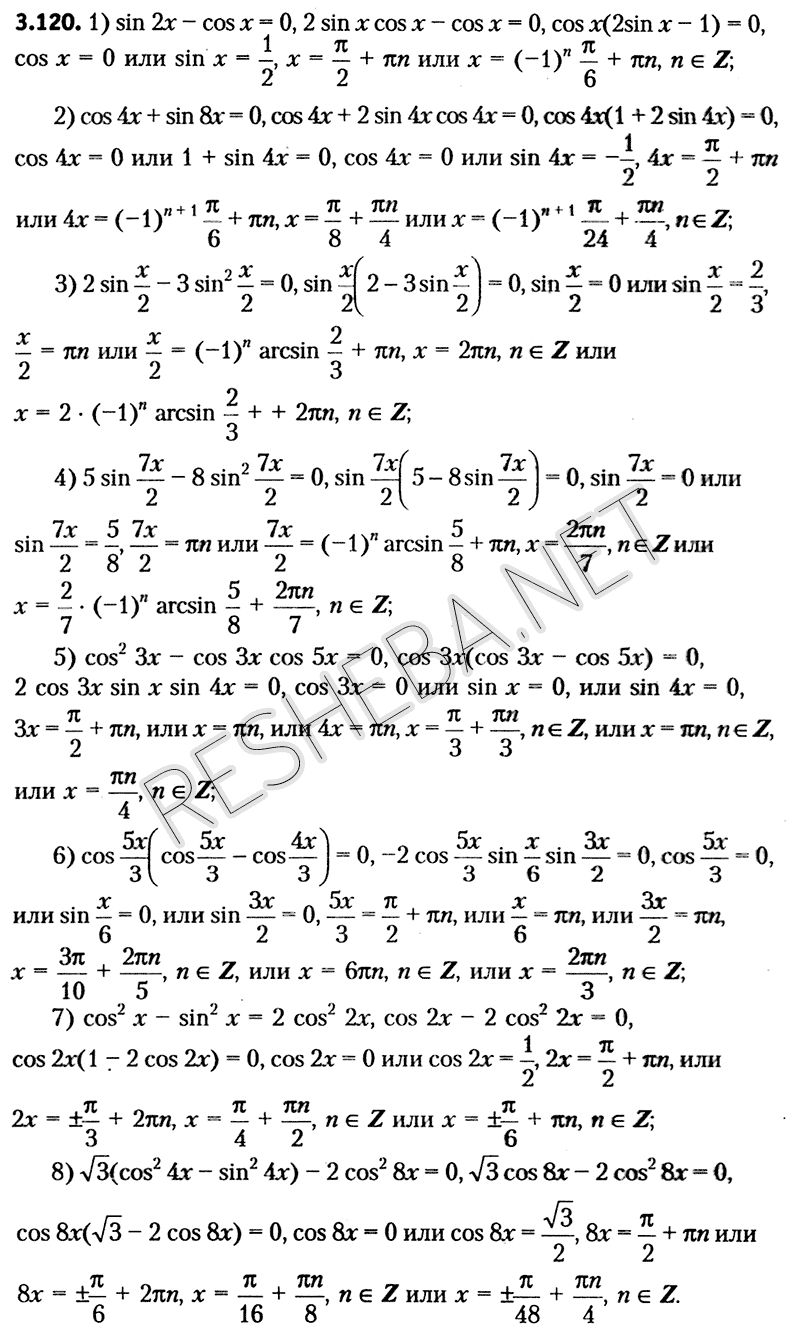 3.120. 1) sin 2x − cos x = 0, 2 sin x cos x − cos x = 0, cos x(2sin x − 1) = 0,
cos x = 0 или sin x = 1/2, x = π/2 + πn или x = (−1)ⁿ π/6 + πn, n ∈ Z;
2) cos 4x + sin 8x = 0, cos 4x + 2 sin 4x cos 4x = 0, cos 4x(1 + 2 sin 4x) = 0,
cos 4x = 0 или 1 + sin 4x = 0, cos 4x = 0 или sin 4x = −1/2, 4x = π/2 + πn
или 4x = (−1)ⁿ⁺¹ π/6 + πn, x = π/8 + πn/4 или x = (−1)ⁿ⁺¹ π/24 + πn/4, n ∈ Z;
3) 2 sin x/2 − 3 sin² x/2 = 0, sin x/2(2 − 3 sin x/2) = 0, sin x/2 = 0 или sin x/2 = 2/3,
x/2 = πn или x/2 = (−1)ⁿ arcsin 2/3 + πn, x = 2πn, n ∈ Z или
x = 2 · (−1)ⁿ arcsin 2/3 + + 2πn, n ∈ Z;
4) 5 sin 7x/2 − 8 sin² 7x/2 = 0, sin 7x/2(5 − 8 sin 7x/2) = 0, sin 7x/2 = 0 или
sin 7x/2 = 5/8, 7x/2 = πn или 7x/2 = (−1)ⁿ arcsin 5/8 + πn, x = 2πn/7, n ∈ Z или
x = 2/7 · (−1)ⁿ arcsin 5/8 + 2πn/7, n ∈ Z;
5) cos² 3x − cos 3x cos 5x = 0, cos 3x(cos 3x − cos 5x) = 0,
2 cos 3x sin x sin 4x = 0, cos 3x = 0 или sin x = 0, или sin 4x = 0,
3x = π/2 + πn, или x = πn, или 4x = πn, x = π/3 + πn/3, n ∈ Z, или x = πn, n ∈ Z,
или x = πn/4, n ∈ Z;
6) cos 5x/3(cos 5x/3 − cos 4x/3) = 0, −2 cos 5x/3 sin x/6 sin 3x/2 = 0, cos 5x/3 = 0,
или sin x/6 = 0, или sin 3x/2 = 0, 5x/3 = π/2 + πn, или x/6 = πn, или 3x/2 = πn,
x = 3π/10 + 2πn/5, n ∈ Z, или x = 6πn, n ∈ Z, или x = 2πn/3, n ∈ Z;
7) cos² x − sin² x = 2 cos² 2x, cos 2x − 2 cos² 2x = 0,
cos 2x(1 − 2 cos 2x) = 0, cos 2x = 0 или cos 2x = 1/2, 2x = π/2 + πn, или
2x = ±π/3 + 2πn, x = π/4 + πn/2, n ∈ Z или x = ±π/6 + πn, n ∈ Z;
8) √3(cos² 4x − sin² 4x) − 2 cos² 8x = 0, √3 cos 8x − 2 cos² 8x = 0,
cos 8x(√3 − 2 cos 8x) = 0, cos 8x = 0 или cos 8x = √3/2, 8x = π/2 + πn или
8x = ±π/6 + 2πn, x = π/16 + πn/8, n ∈ Z или x = ±π/48 + πn/4, n ∈ Z.
RESHEBA.NET